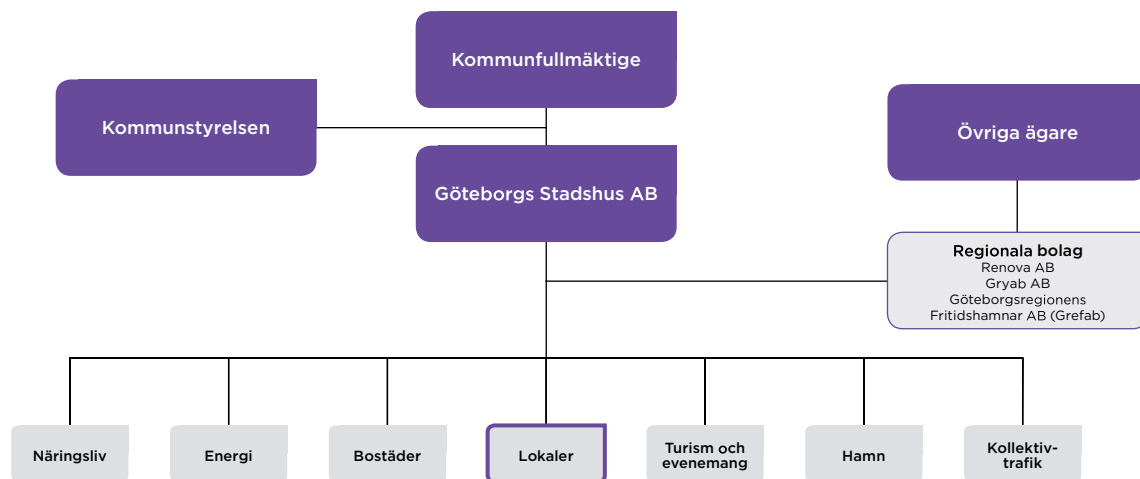 Kommunfullmäktige
Kommunstyrelsen
Övriga ägare
Göteborgs Stadshus AB
Regionala bolag
Renova AB
Gryab AB
Göteborgsregionens
Fritidshamnar AB (Grefab)
Näringsliv
Energi
Bostäder
Lokaler
Turism och
evenemang
Hamn
Kollektiv-
trafik